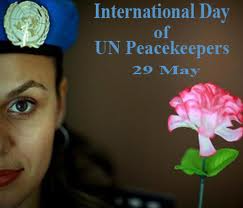 International Day
of
UN Peacekeepers
29 May